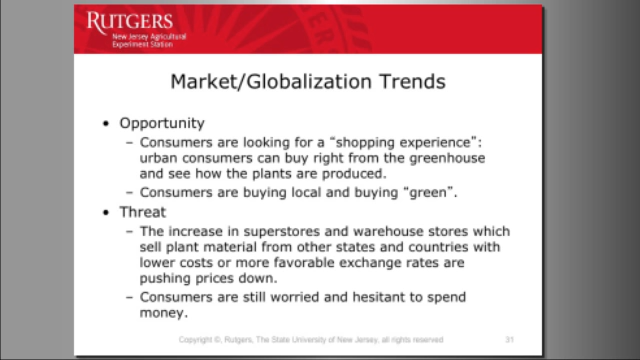 RUTGERS
New Jersey Agricultural
Experiment Station
Market/Globalization Trends
• Opportunity
– Consumers are looking for a “shopping experience”:
urban consumers can buy right from the greenhouse
and see how the plants are produced.
– Consumers are buying local and buying “green”.
• Threat
– The increase in superstores and warehouse stores which
sell plant material from other states and countries with
lower costs or more favorable exchange rates are
pushing prices down.
– Consumers are still worried and hesitant to spend
money.
Copyright ©, Rutgers, The State University of New Jersey, all rights reserved
31